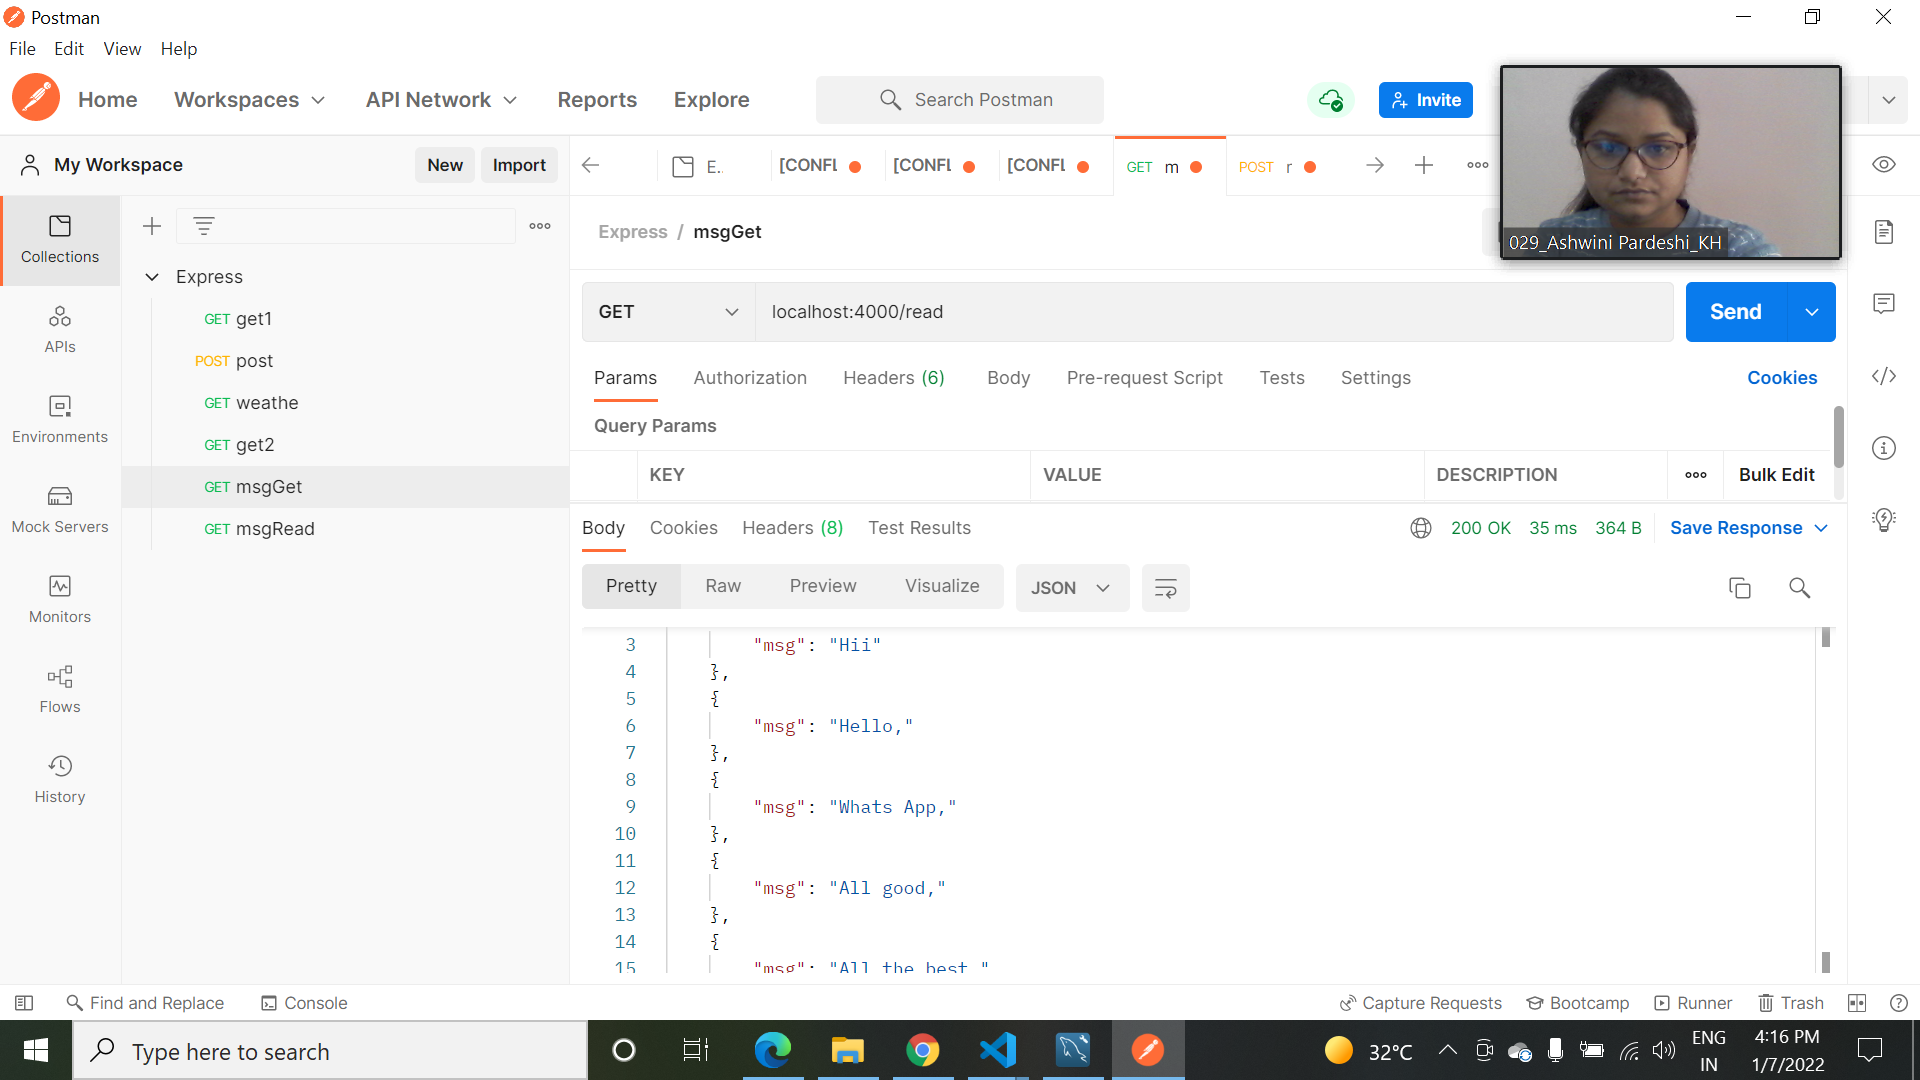 Postman
File Edit View Help
Home Workspaces API Network Reports Explore Search Postman Invite
My Workspace New Import E.. [CONFL [CONFL [CONFL GET m POST r
029_Ashwini Pardeshi_KH
Express / msgGet
Collections
Express
GET get1
GET localhost:4000/read Send
APIs
POST post
Params Authorization Headers (6) Body Pre-request Script Tests Settings Cookies
GET weathe
Query Params
Environments
GET get2
KEY VALUE DESCRIPTION Bulk Edit
GET msgGet
Mock Servers
GET msgRead
Body Cookies Headers (8) Test Results 200 OK 35 ms 364 B Save Response
Pretty Raw Preview Visualize JSON
Monitors
Flows
History
3 "msg": "Hii"
4 },
5 {
6 "msg": "Hello,"
7 },
8 {
9 "msg": "Whats App,"
10 },
11 {
12 "msg": "All good,"
13 },
14 {
15 "msg": "All the best "
Find and Replace Console Capture Requests Bootcamp Runner Trash
Type here to search 32°C ENG IN 4:16 PM 1/7/2022